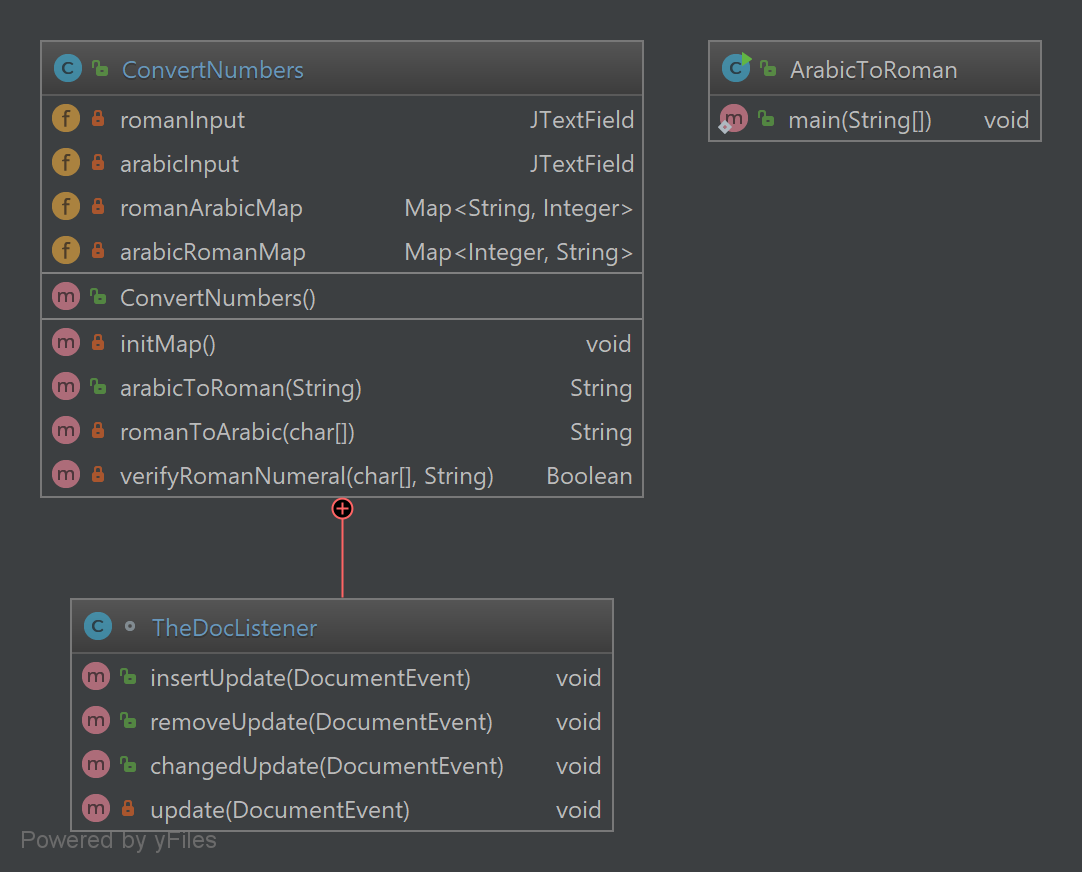 ConvertNumbers
romanInput JTextField
arabicInput JTextField
romanArabicMap Map<String, Integer>
arabicRomanMap Map<Integer, String>
ConvertNumbers()
initMap() void
arabicToRoman(String) String
romanToArabic(char[]) String
verifyRomanNumeral(char[], String) Boolean
ArabicToRoman
main(String[]) void
TheDocListener
insertUpdate(DocumentEvent) void
removeUpdate(DocumentEvent) void
changedUpdate(DocumentEvent) void
update(DocumentEvent) void
Powered by yFiles